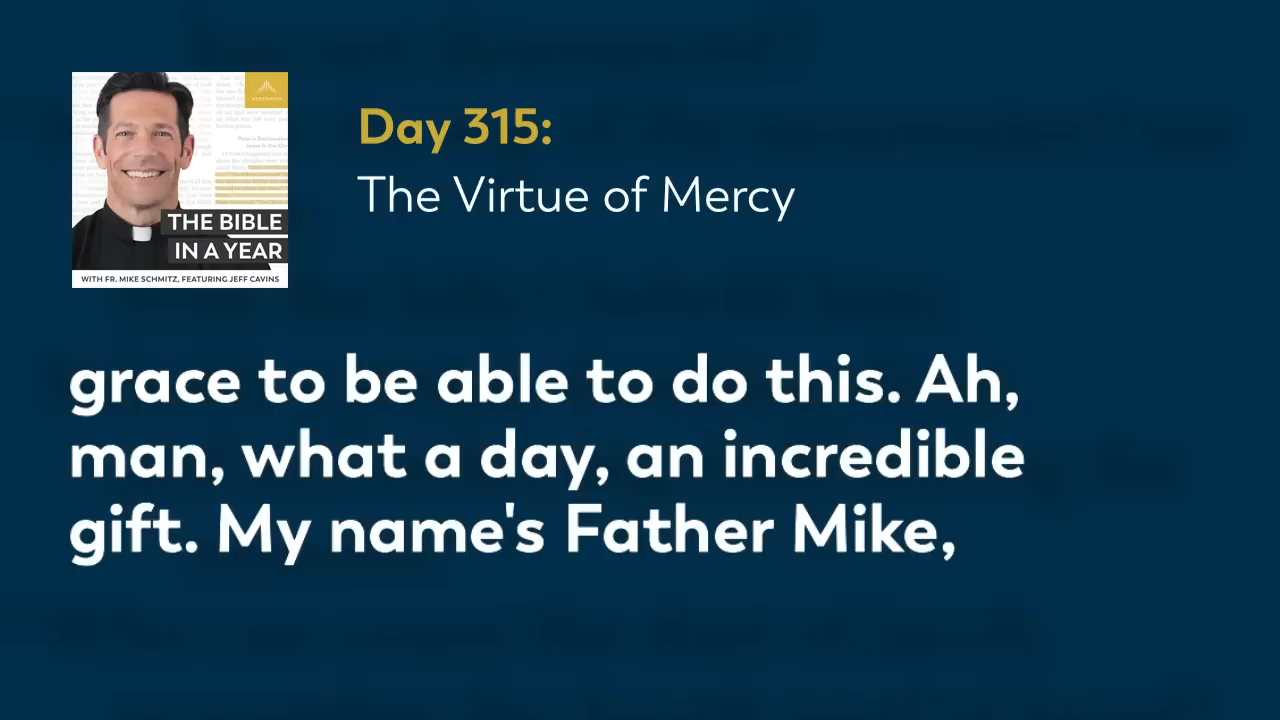 Day 315:
The Virtue of Mercy
THE BIBLE
IN A YEAR
WITH FR. MIKE SCHMITZ, FEATURING JEFF CAVINS
grace to be able to do this. Ah,
man, what a day, an incredible
gift. My name's Father Mike,